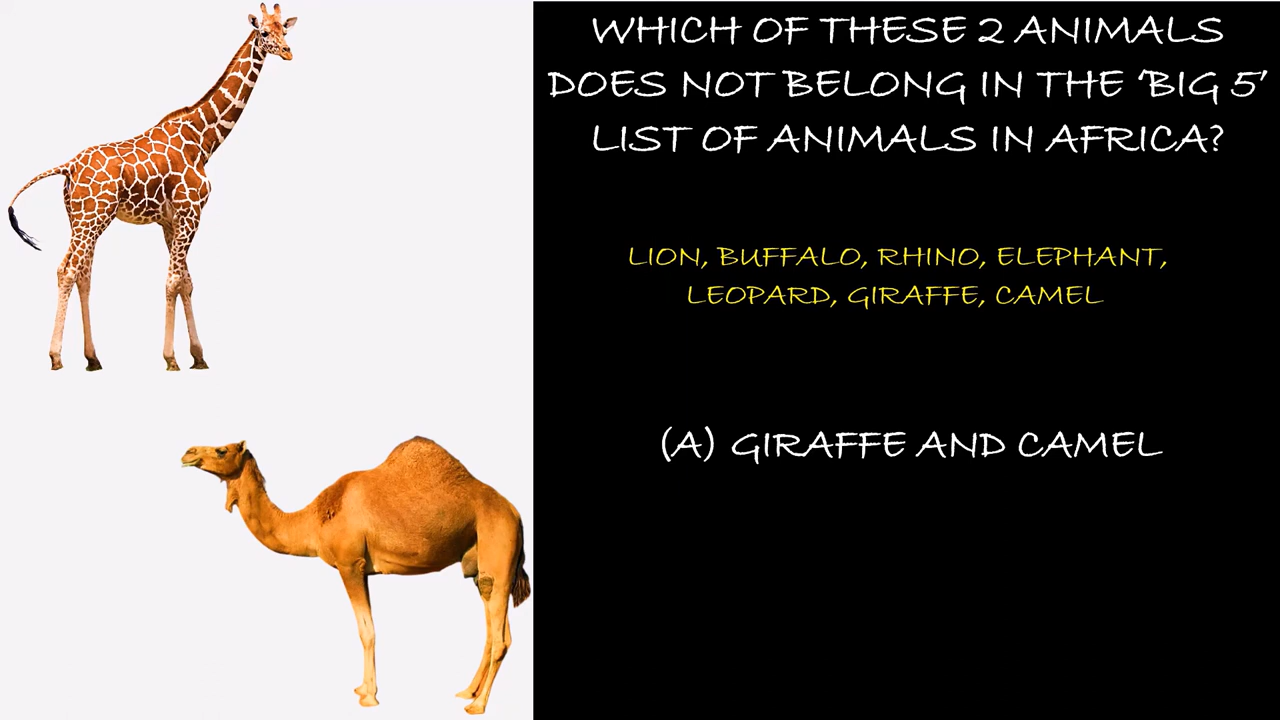 WHICH OF THESE 2 ANIMALS
DOES NOT BELONG IN THE 'BIG 5'
LIST OF ANIMALS IN AFRICA?
LION, BUFFALO, RHINO, ELEPHANT,
LEOPARD, GIRAFFE, CAMEL
(A) GIRAFFE AND CAMEL